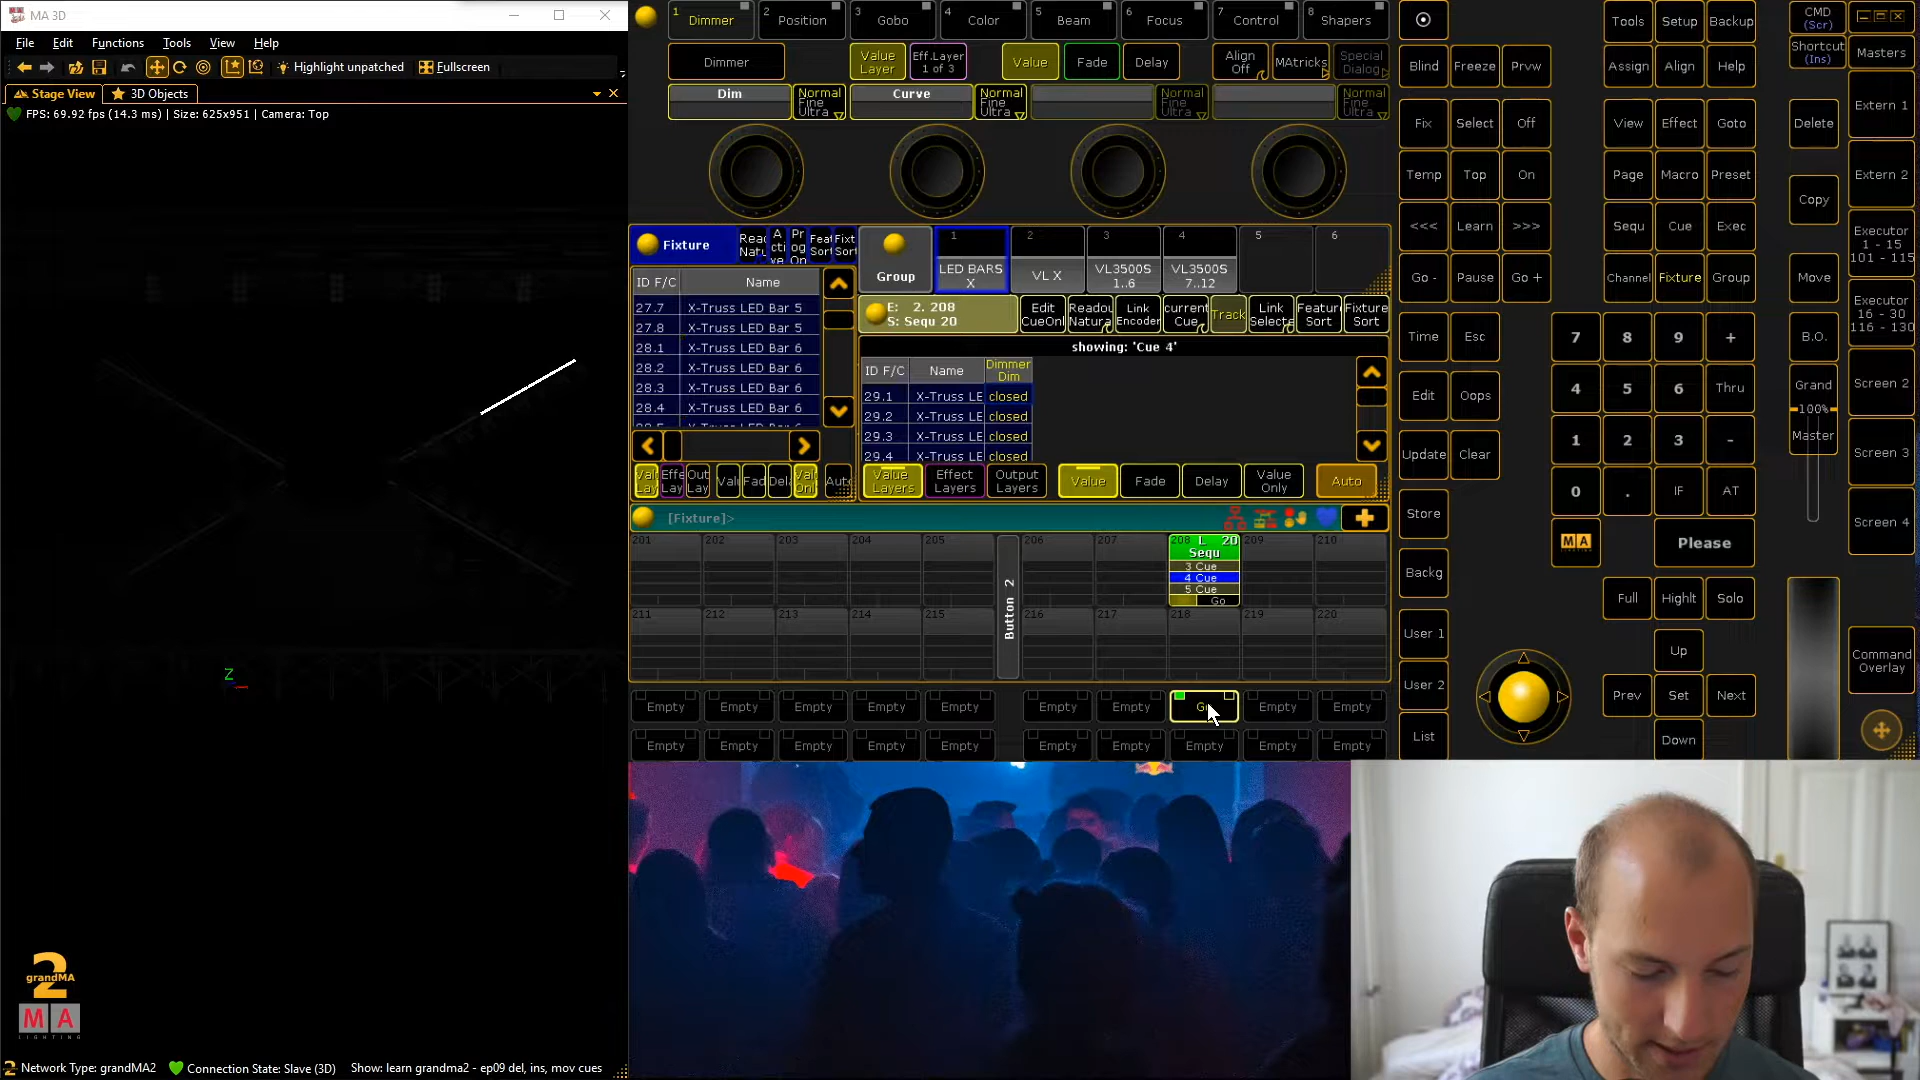 MA 3D
File Edit Functions Tools View Help
Highlight unpatched Fullscreen
Stage View 3D Objects
FPS: 69.92 fps (14.3 ms) | Size: 625x951 | Camera: Top
Z
grandMA
2
MA
LIGHTING
Network Type: grandMA2 Connection State: Slave (3D) Show: learn grandma2 - ep09 del, ins, mov cues
1 Dimmer 2 Position 3 Gobo 4 Color 5 Beam 6 Focus 7 Control 8 Shapers
Dimmer Value Layer Eff.Layer 1 of 3 Value Fade Delay Align Off MAtricks Special Dialog
Dim Normal Fine Ultra Curve Normal Fine Ultra Normal Fine Ultra Normal Fine Ultra
Fixture
ID F/C Name
27.7 X-Truss LED Bar 5
27.8 X-Truss LED Bar 5
28.1 X-Truss LED Bar 6
28.2 X-Truss LED Bar 6
28.3 X-Truss LED Bar 6
28.4 X-Truss LED Bar 6
Group 1 LED BARS X 2 VL X 3 VL3500S 1..6 4 VL3500S 7..12 5 6
E: 2. 208
S: Sequ 20
Edit CueOnl Reado Natura Link Encoder current Cue Track Link Selecte Featur Sort Fixture Sort
showing: 'Cue 4'
ID F/C Name Dimmer Dim
29.1 X-Truss LE closed
29.2 X-Truss LE closed
29.3 X-Truss LE closed
29.4 X-Truss LE closed
Value Layers Effect Layers Output Layers Value Fade Delay Value Only Auto
[Fixture]>
201 202 203 204 205 Button 2 206 207 208 L 20 209 210
Sequ
3 Cue
4 Cue
5 Cue
Go
211 212 213 214 215 216 217 218 219 220
Empty Empty Empty Empty Empty Empty Empty Empty Empty
Empty Empty Empty Empty Empty Empty Empty Empty Empty Empty
Tools Setup Backup CMD (Scr)
Blind Freeze Prvw Assign Align Help Shortcut (Ins) Masters
Fix Select Off View Effect Goto Delete Extern 1
Temp Top On Page Macro Preset Copy Extern 2
<<< Learn >>> Sequ Cue Exec Executor 1 - 15 101 - 115
Go - Pause Go + Channel Fixture Group Move Executor 16 - 30 116 - 130
Time Esc 7 8 9 + B.O.
Edit Oops 4 5 6 Thru Grand 100% Master Screen 2
Update Clear 1 2 3 - Screen 3
Store 0 . IF AT Screen 4
Backg MA Please
Full Highlt Solo
User 1 Up Command Overlay
User 2 Prev Set Next
List Down